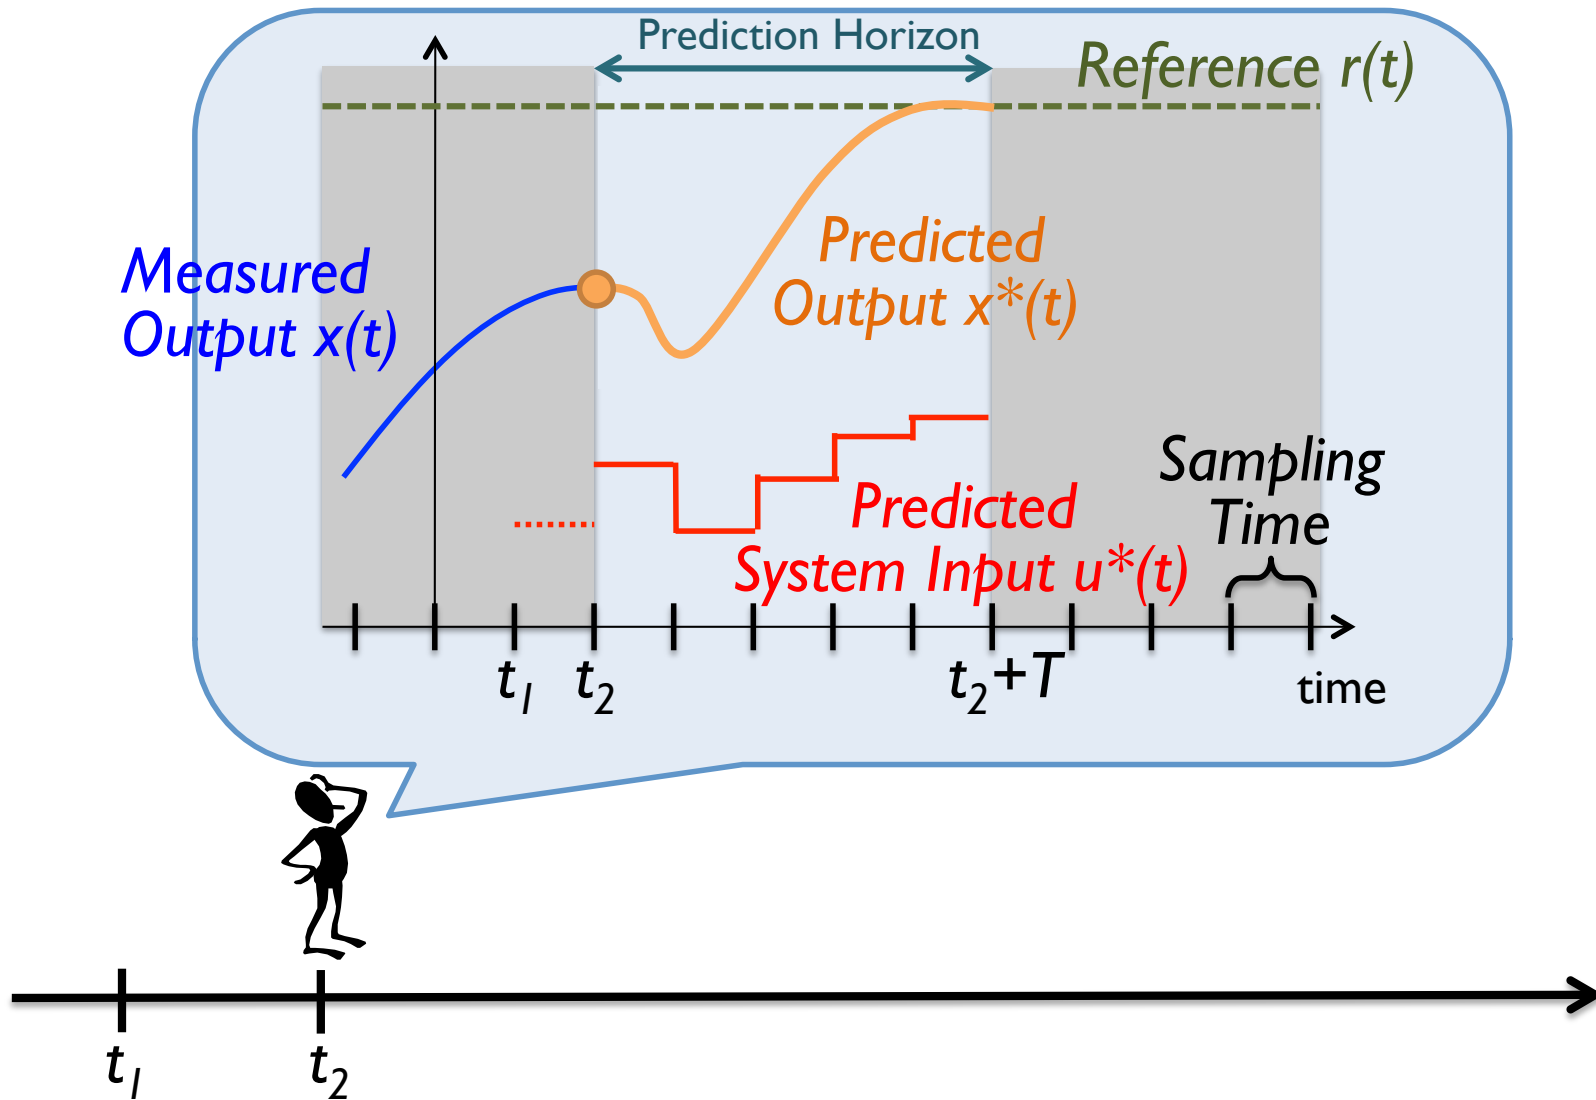 Prediction Horizon
Reference r(t)
Measured
Output x(t)
Predicted
Output x*(t)
Sampling
Time
Predicted
System Input u*(t)
t1 t2 t2+T time
t1 t2